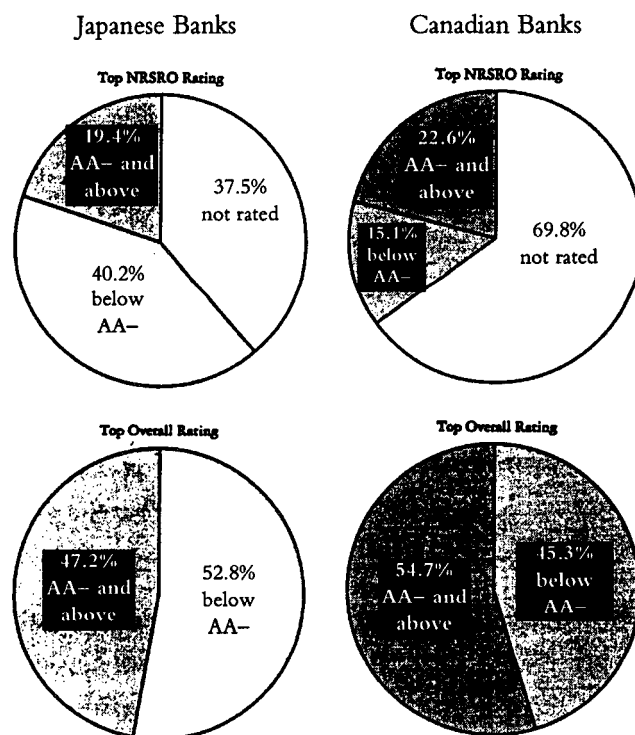 Japanese Banks
Canadian Banks
Top NRSRO Rating
19.4%
AA– and
above
37.5%
not rated
40.2%
below
AA–
Top NRSRO Rating
22.6%
AA– and
above
15.1% below
AA–
69.8%
not rated
Top Overall Rating
47.2%
AA– and
above
52.8%
below
AA–
Top Overall Rating
54.7%
AA– and
above
45.3%
below
AA–